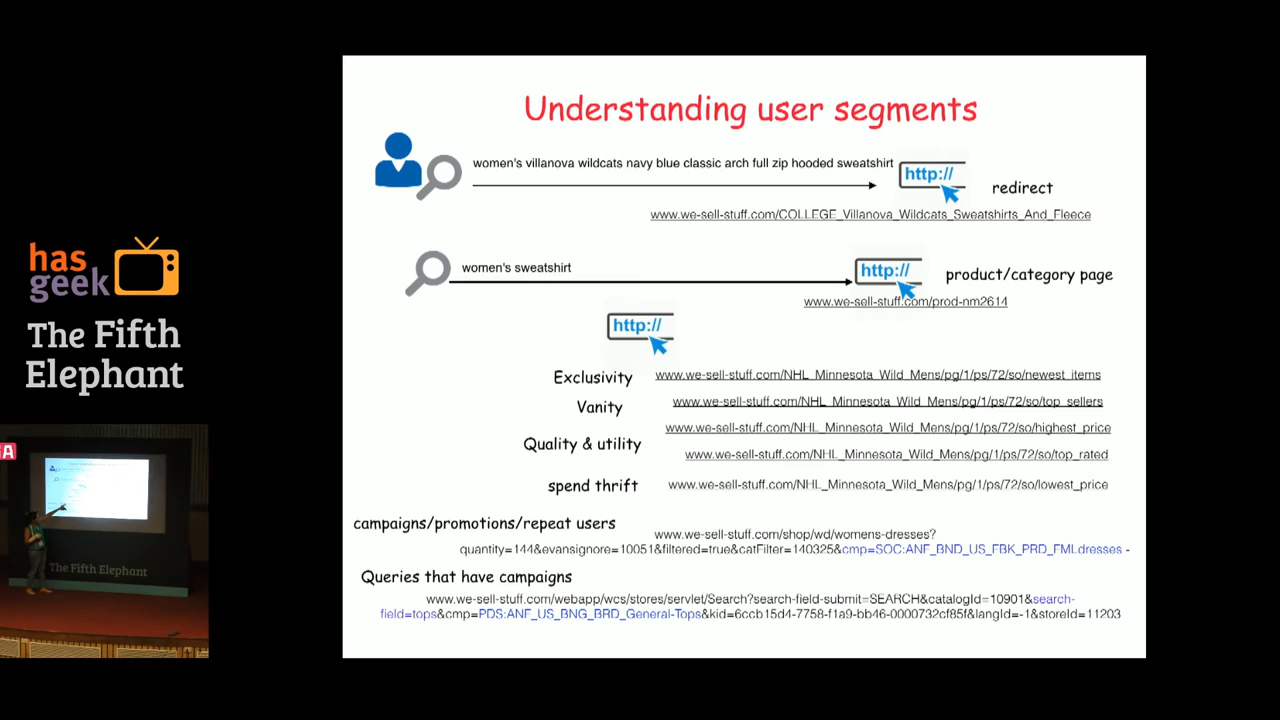 has
geek
The Fifth
Elephant
The Fifth Elephant
Understanding user segments
women's villanova wildcats navy blue classic arch full zip hooded sweatshirt
http://
redirect
www.we-sell-stuff.com/COLLEGE_Villanova_Wildcats_Sweatshirts_And_Fleece
women's sweatshirt
http://
product/category page
www.we-sell-stuff.com/prod-nm2614
http://
Exclusivity www.we-sell-stuff.com/NHL_Minnesota_Wild_Mens/pg/1/ps/72/so/newest_items
Vanity www.we-sell-stuff.com/NHL_Minnesota_Wild_Mens/pg/1/ps/72/so/top_sellers
www.we-sell-stuff.com/NHL_Minnesota_Wild_Mens/pg/1/ps/72/so/highest_price
Quality & utility
www.we-sell-stuff.com/NHL_Minnesota_Wild_Mens/pg/1/ps/72/so/top_rated
spend thrift www.we-sell-stuff.com/NHL_Minnesota_Wild_Mens/pg/1/ps/72/so/lowest_price
campaigns/promotions/repeat users
www.we-sell-stuff.com/shop/wd/womens-dresses?
quantity=144&evansignore=10051&filtered=true&catFilter=140325&cmp=SOC:ANF_BND_US_FBK_PRD_FMLdresses -
Queries that have campaigns
www.we-sell-stuff.com/webapp/wcs/stores/servlet/Search?search-field-submit=SEARCH&catalogId=10901&search-
field=tops&cmp=PDS:ANF_US_BNG_BRD_General-Tops&kid=6ccb15d4-7758-f1a9-bb46-0000732cf85f&langId=-1&storeId=11203